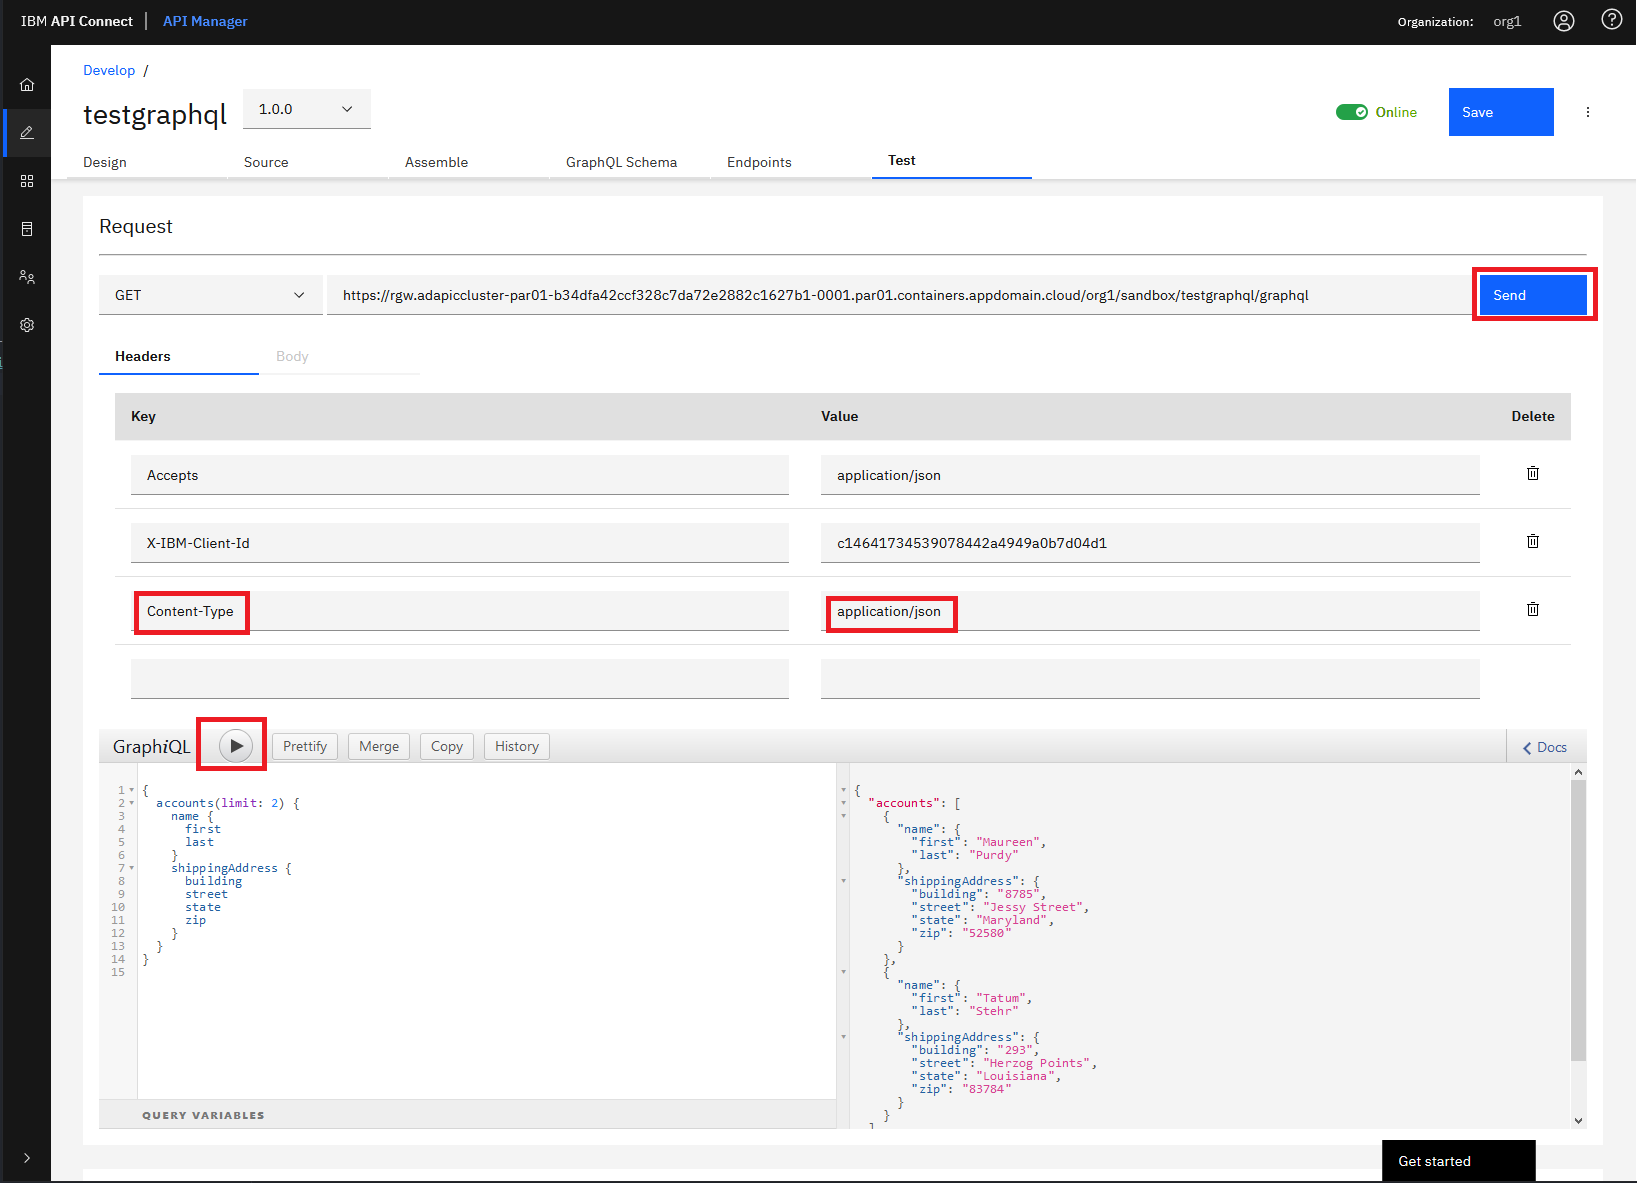 IBM API Connect | API Manager
Organization: org1
Develop /
testgraphql
1.0.0
Online
Save
Design
Source
Assemble
GraphQL Schema
Endpoints
Test
Request
GET
https://rgw.adapiccluster-par01-b34dfa42ccf328c7da72e2882c1627b1-0001.par01.containers.appdomain.cloud/org1/sandbox/testgraphql/graphql
Send
Headers
Body
Key Value Delete
Accepts application/json
X-IBM-Client-Id c14641734539078442a4949a0b7d04d1
Content-Type application/json
GraphiQL
Prettify
Merge
Copy
History
Docs
1 {
2 accounts(limit: 2) {
3 name {
4 first
5 last
6 }
7 shippingAddress {
8 building
9 street
10 state
11 zip
12 }
13 }
14 }
15
QUERY VARIABLES
{
"accounts": [
{
"name": {
"first": "Maureen",
"last": "Purdy"
},
"shippingAddress": {
"building": "8785",
"street": "Jessy Street",
"state": "Maryland",
"zip": "52580"
}
},
{
"name": {
"first": "Tatum",
"last": "Stehr"
},
"shippingAddress": {
"building": "293",
"street": "Herzog Points",
"state": "Louisiana",
"zip": "83784"
}
}
]
Get started